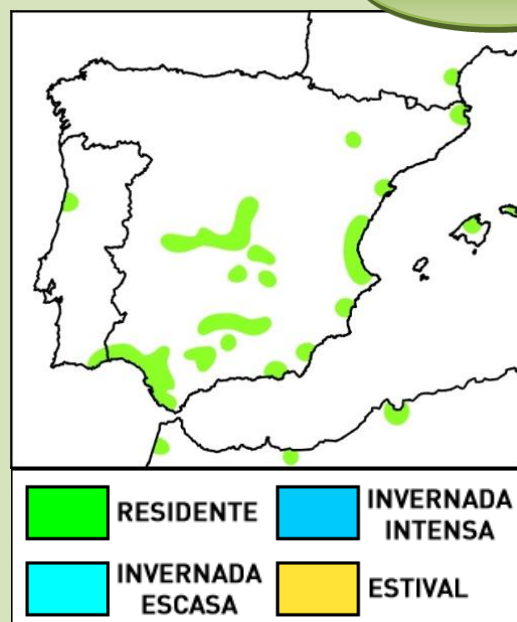 RESIDENTE
INVERNADA
INTENSA
INVERNADA
ESCASA
ESTIVAL